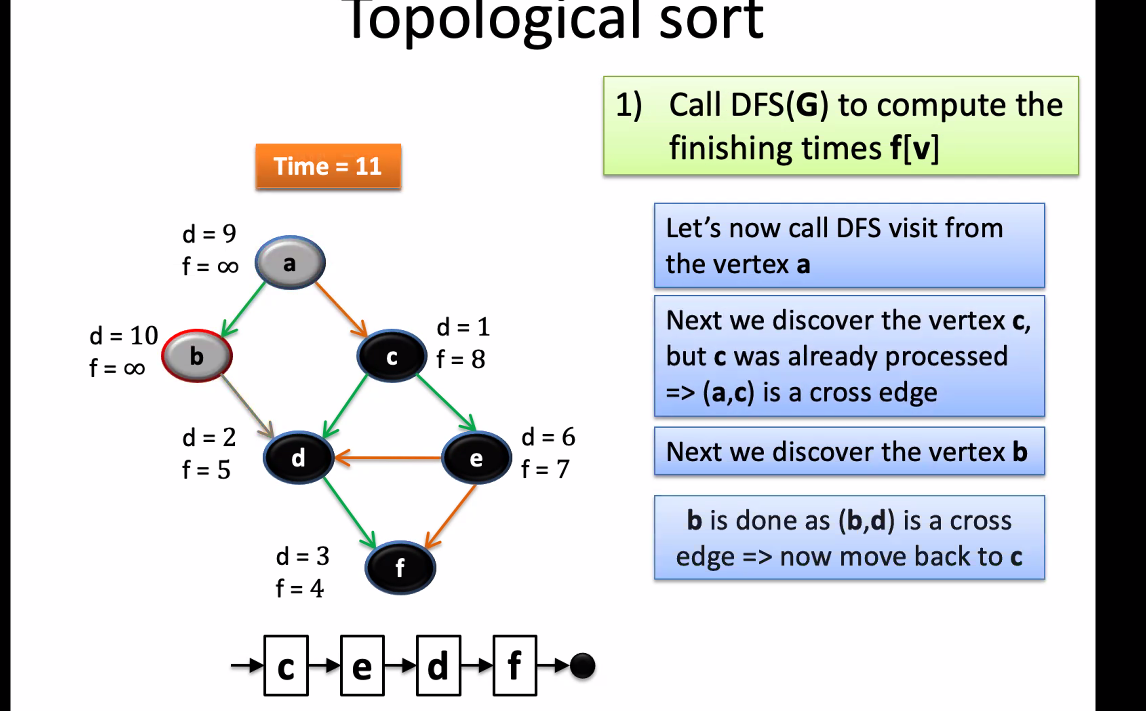 Topological sort
1) Call DFS(G) to compute the
finishing times f[v]
Time = 11
Let's now call DFS visit from
the vertex a
d = 9
f = ∞
a
Next we discover the vertex c,
but c was already processed
=> (a,c) is a cross edge
d = 10
f = ∞
b
c
d = 1
f = 8
Next we discover the vertex b
d = 2
f = 5
d
e
d = 6
f = 7
b is done as (b,d) is a cross
edge => now move back to c
d = 3
f = 4
f
c e d f